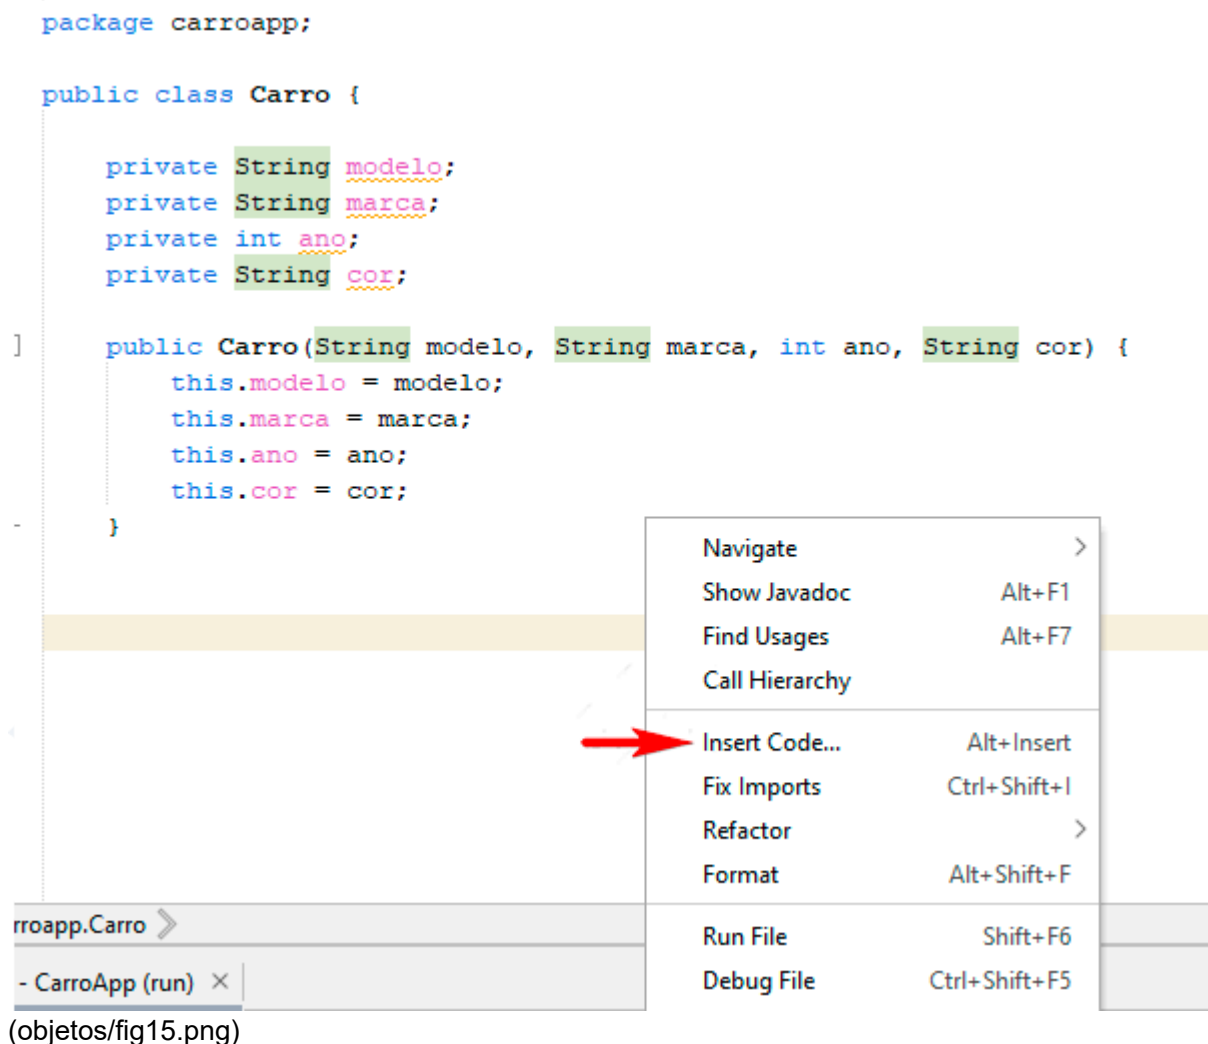 package carroapp;
public class Carro {
private String modelo;
private String marca;
private int ano;
private String cor;
public Carro(String modelo, String marca, int ano, String cor) {
this.modelo = modelo;
this.marca = marca;
this.ano = ano;
this.cor = cor;
}
Navigate
Show Javadoc Alt+F1
Find Usages Alt+F7
Call Hierarchy
Insert Code... Alt+Insert
Fix Imports Ctrl+Shift+I
Refactor
Format Alt+Shift+F
Run File Shift+F6
Debug File Ctrl+Shift+F5
rroapp.Carro
- CarroApp (run) ×
(objetos/fig15.png)